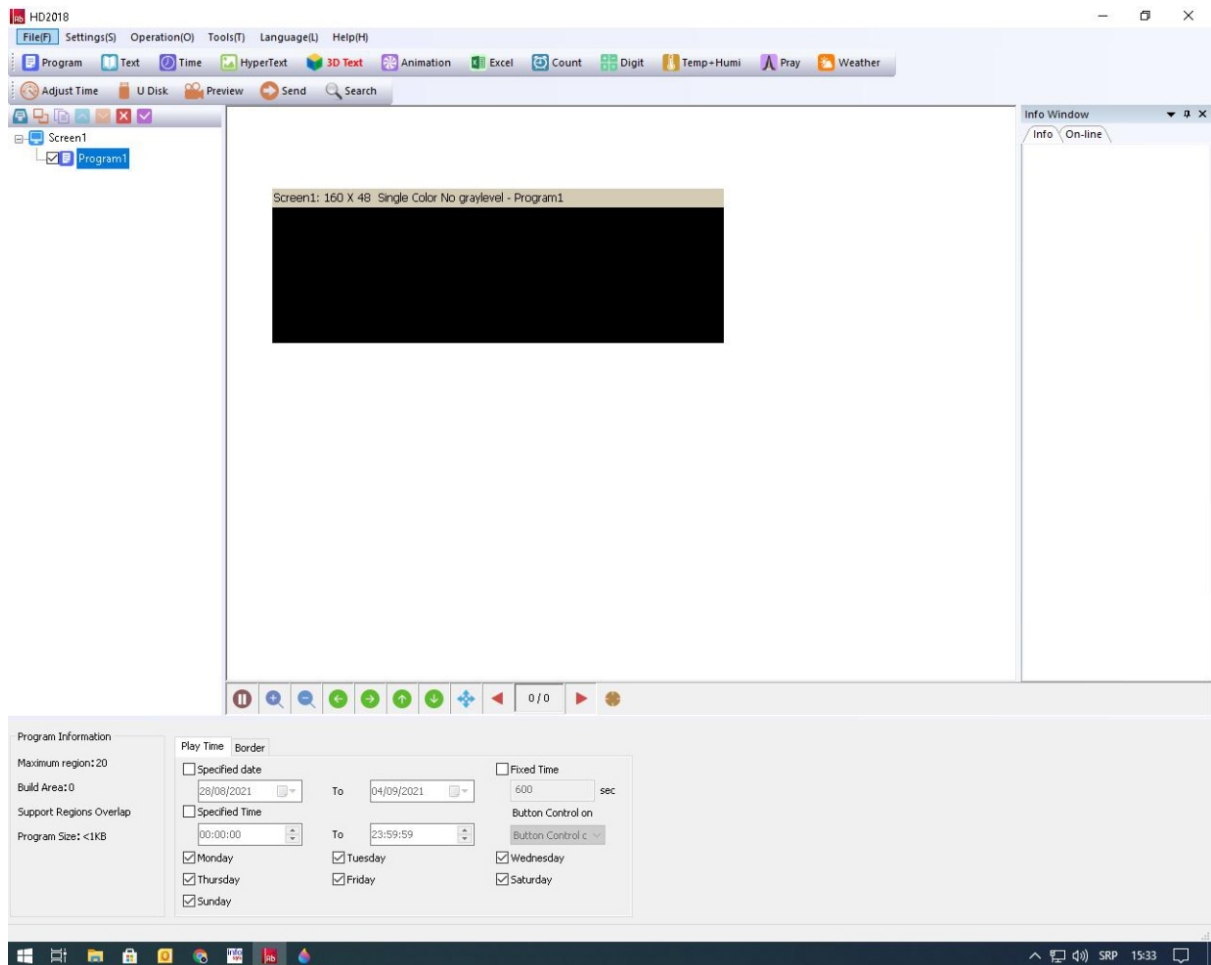 HD2018
File(F) Settings(S) Operation(O) Tools(T) Language(L) Help(H)
Program Text Time HyperText 3D Text Animation Excel Count Digit Temp+Humi Pray Weather
Adjust Time U Disk Preview Send Search
Info Window
Info On-line
Screen1
Program1
Screen1: 160 X 48 Single Color No graylevel - Program1
0/0
Program Information
Maximum region:20
Build Area:0
Support Regions Overlap
Program Size: <1KB
Play Time Border
Specified date
28/08/2021 To 04/09/2021
Specified Time
00:00:00 To 23:59:59
Fixed Time
600 sec
Button Control on
Button Control c
Monday Tuesday Wednesday
Thursday Friday Saturday
Sunday
SRP 15:33